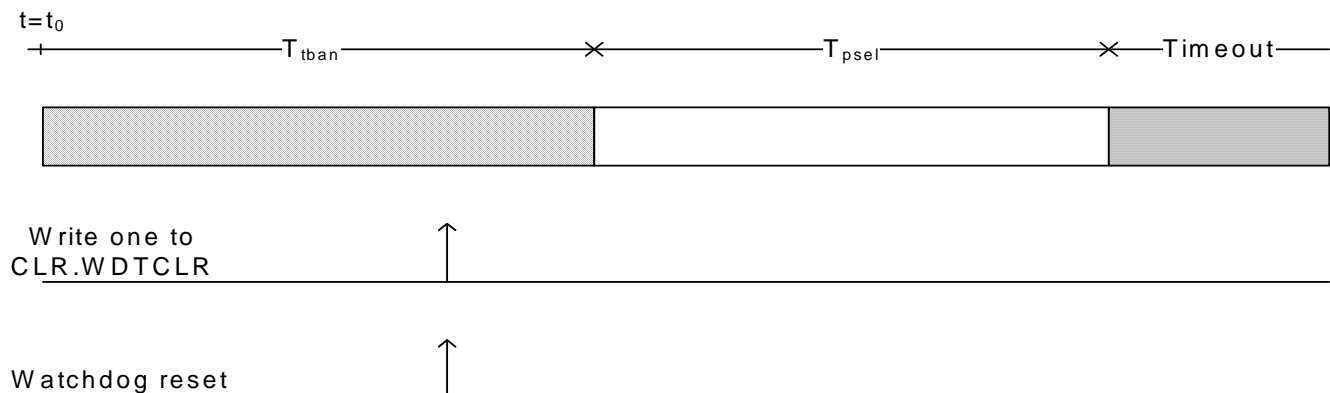 t=t0
Ttban
Tpsel
Timeout
Write one to
CLR.WDTCLR
Watchdog reset